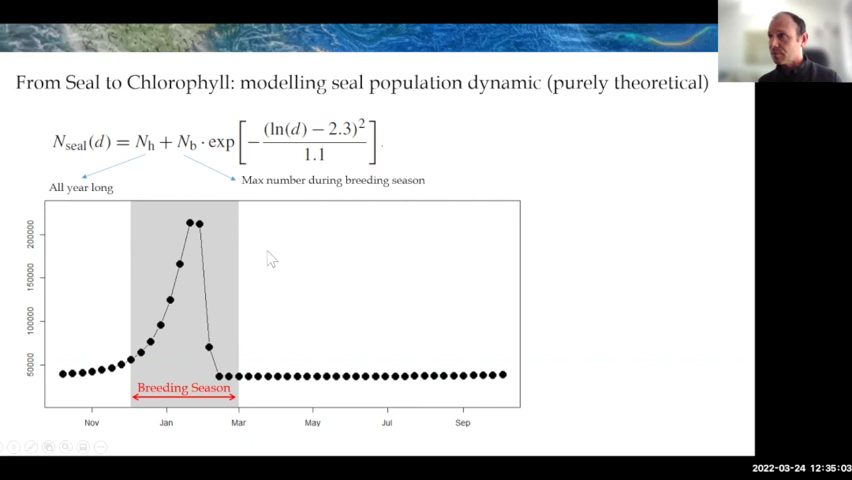 From Seal to Chlorophyll: modelling seal population dynamic (purely theoretical)
N_seal(d) = N_h + N_b · exp[−(ln(d) − 2.3)²/1.1].
All year long
Max number during breeding season
200000
150000
100000
50000
Breeding Season
Nov Jan Mar May Jul Sep
2022-03-24 12:35:03